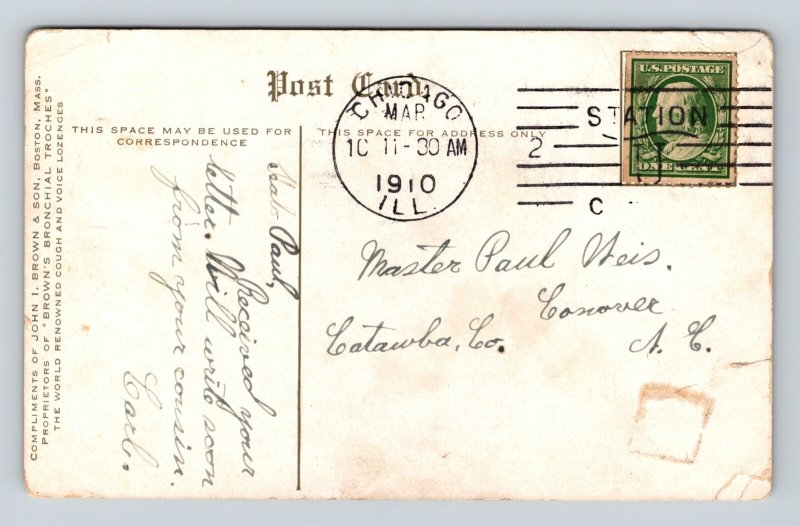 Post Card
THIS SPACE MAY BE USED FOR
CORRESPONDENCE
THIS SPACE FOR ADDRESS ONLY
COMPLIMENTS OF JOHN I. BROWN & SON, BOSTON, MASS.
PROPRIETORS OF "BROWN'S BRONCHIAL TROCHES"
THE WORLD RENOWNED COUGH AND VOICE LOZENGES
CHICAGO
MAR
10 11-30 AM
1910
ILL.
STATION
2
C
U.S. POSTAGE
Dear Paul,
Received your
letter. Will write soon
from your cousin.
Carl.
Master Paul Weis.
Conover
Catawba, Co. N. C.